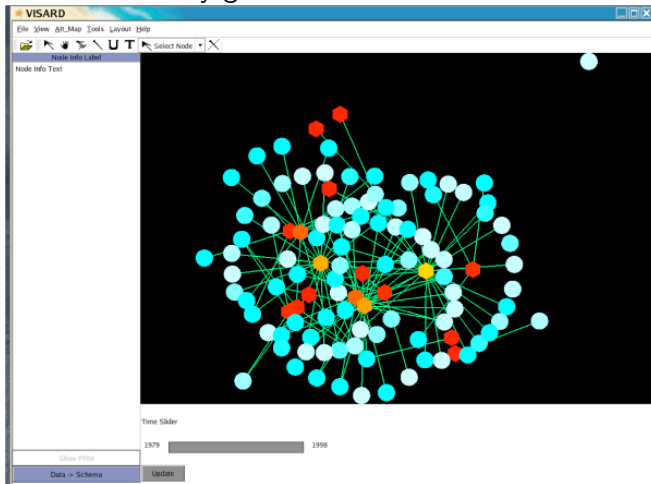 VISARD
File View Att_Map Tools Layout Help
U T Select Node
Node Info Label
Node Info Text
Time Slider
1979 1998
Show PRM
Data -> Schema Update